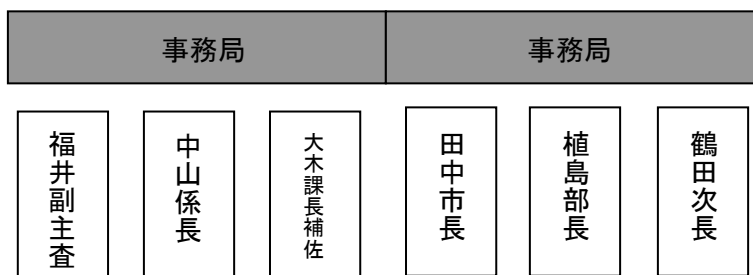 事務局
事務局
福井副主査
中山係長
大木課長補佐
田中市長
植島部長
鶴田次長